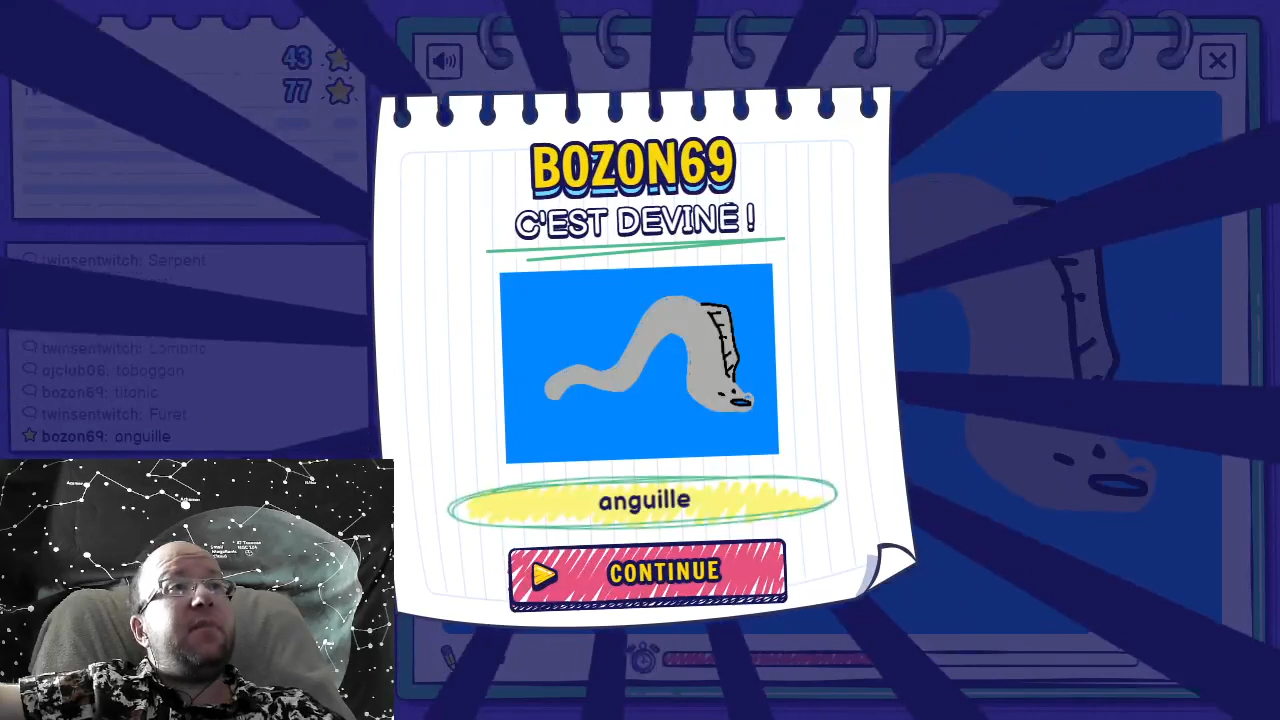 43
77
twinsentwitch: Serpent
twinsentwitch: Lombric
ojclub06: toboggan
bozon69: titanic
twinsentwitch: Furet
bozon69: anguille
BOZON69
C'EST DEVINÉ !
anguille
CONTINUE